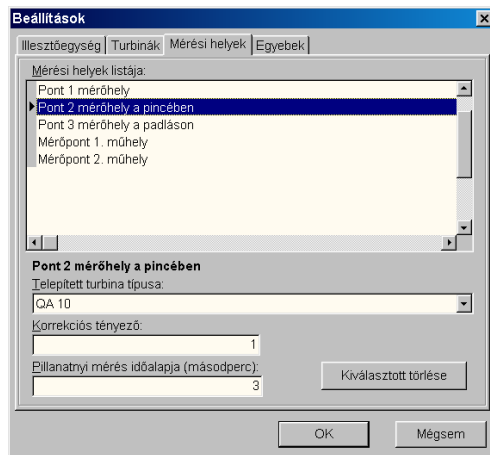 Beállítások
Illesztőegység Turbinák Mérési helyek Egyebek
Mérési helyek listája:
Pont 1 mérőhely
Pont 2 mérőhely a pincében
Pont 3 mérőhely a padláson
Mérőpont 1. műhely
Mérőpont 2. műhely
Pont 2 mérőhely a pincében
Telepített turbina típusa:
QA 10
Korrekciós tényező:
1
Pillanatnyi mérés időalapja (másodperc):
3
Kiválasztott törlése
OK Mégsem